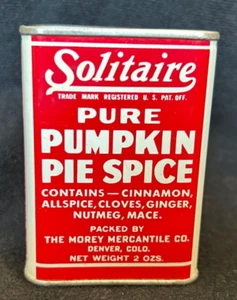 Solitaire
TRADE MARK REGISTERED U. S. PAT. OFF.
PURE
PUMPKIN
PIE SPICE
CONTAINS — CINNAMON,
ALLSPICE, CLOVES, GINGER,
NUTMEG, MACE.
PACKED BY
THE MOREY MERCANTILE CO.
DENVER, COLO.
NET WEIGHT 2 OZS.